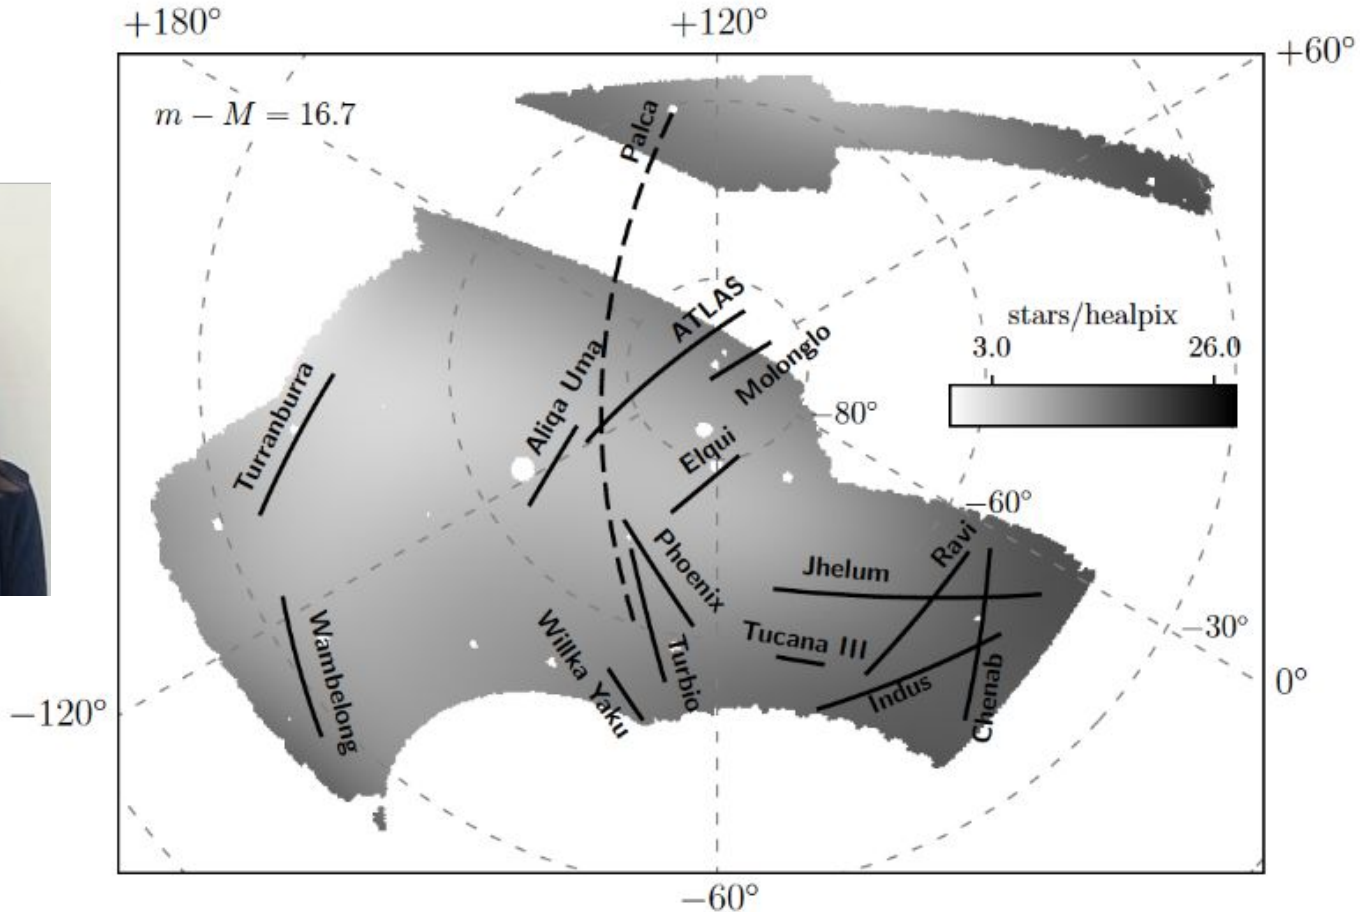 +180°
+120°
+60°
m − M = 16.7
Palca
ATLAS
stars/healpix
3.0
26.0
Molonglo
Aliqa Uma
Turranburra
−80°
Elqui
−60°
Ravi
Phoenix
Jhelum
Wambelong
Willka Yaku
Turbio
Tucana III
−30°
Indus
Chenab
0°
−120°
−60°